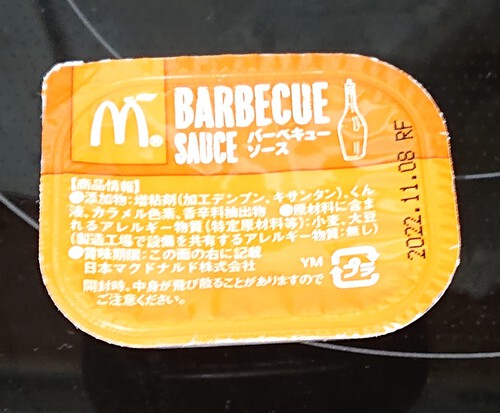 BARBECUE
SAUCE バーベキュー
ソース
【商品情報】
●添加物:増粘剤(加工デンプン、キサンタン)、くん
液、カラメル色素、香辛料抽出物 ●原材料に含ま
れるアレルギー物質(特定原材料等):小麦、大豆
(製造工場で設備を共有するアレルギー物質:無し)
●賞味期限:この面の右に記載
日本マクドナルド株式会社 YM プラ
開封時、中身が飛び散ることがありますので
ご注意ください。
2022.11.08 RF